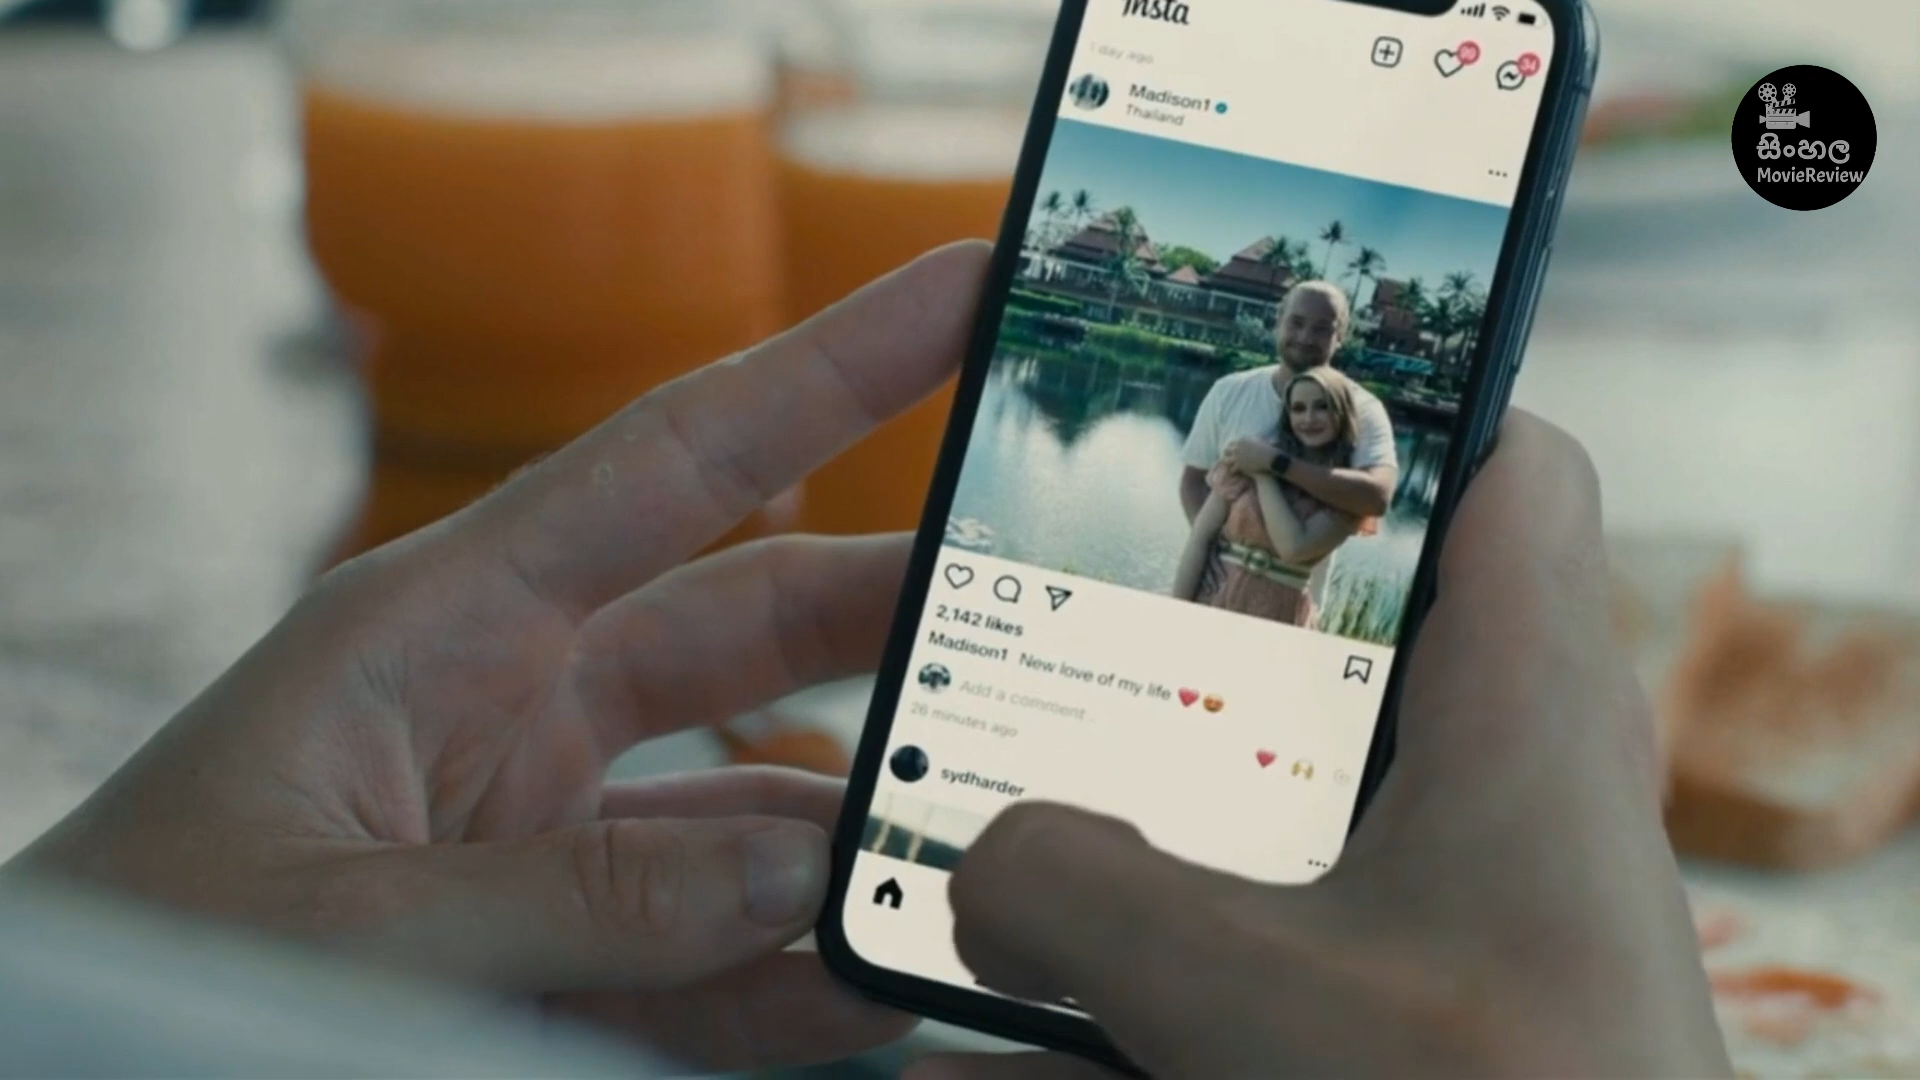 Insta
1 day ago
34
Madison1
Thailand
2,142 likes
Madison1 New love of my life ❤️😍
Add a comment..
26 minutes ago
sydharder
සිංහල
MovieReview